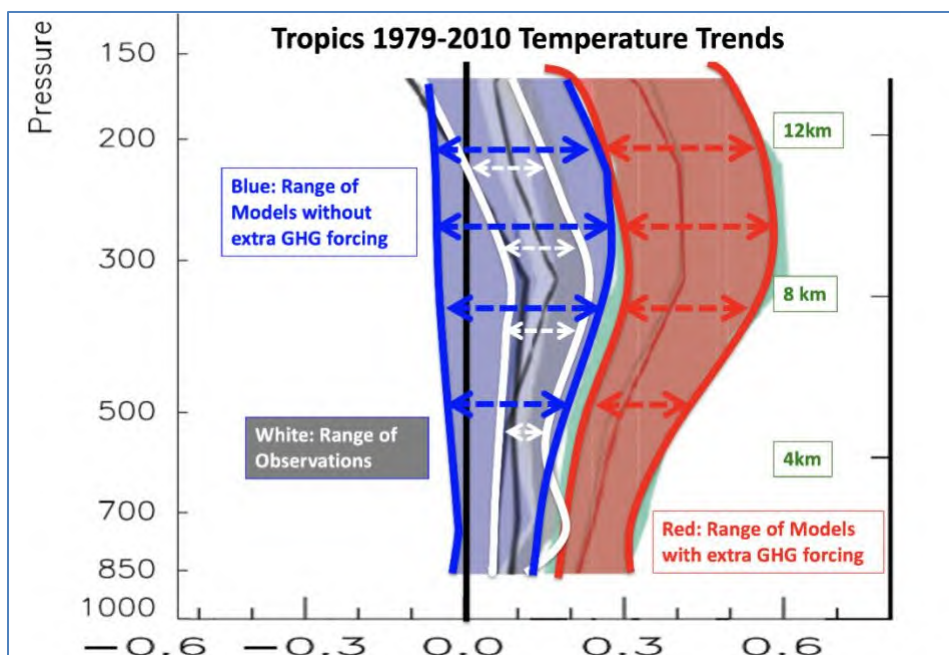 Tropics 1979-2010 Temperature Trends
Pressure
150
200
300
500
700
850
1000
12km
8 km
4km
Blue: Range of
Models without
extra GHG forcing
White: Range of
Observations
Red: Range of Models
with extra GHG forcing
−0.6 −0.3 0.0 0.3 0.6